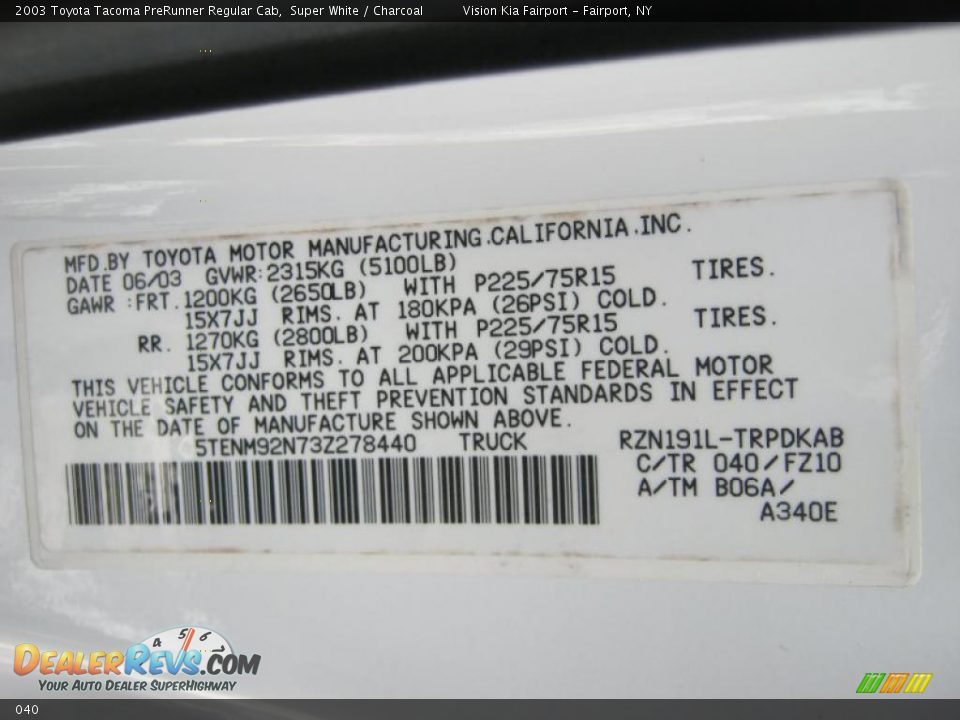 2003 Toyota Tacoma PreRunner Regular Cab, Super White / Charcoal Vision Kia Fairport - Fairport, NY
MFD.BY TOYOTA MOTOR MANUFACTURING.CALIFORNIA.INC.
DATE 06/03 GVWR:2315KG (5100LB)
GAWR :FRT.1200KG (2650LB) WITH P225/75R15 TIRES.
15X7JJ RIMS. AT 180KPA (26PSI) COLD.
RR. 1270KG (2800LB) WITH P225/75R15 TIRES.
15X7JJ RIMS. AT 200KPA (29PSI) COLD.
THIS VEHICLE CONFORMS TO ALL APPLICABLE FEDERAL MOTOR
VEHICLE SAFETY AND THEFT PREVENTION STANDARDS IN EFFECT
ON THE DATE OF MANUFACTURE SHOWN ABOVE.
5TENM92N73Z278440 TRUCK RZN191L-TRPDKAB
C/TR 040/FZ10
A/TM B06A/
A340E
4 5 6 7
DEALERREVS.COM
YOUR AUTO DEALER SUPERHIGHWAY
040